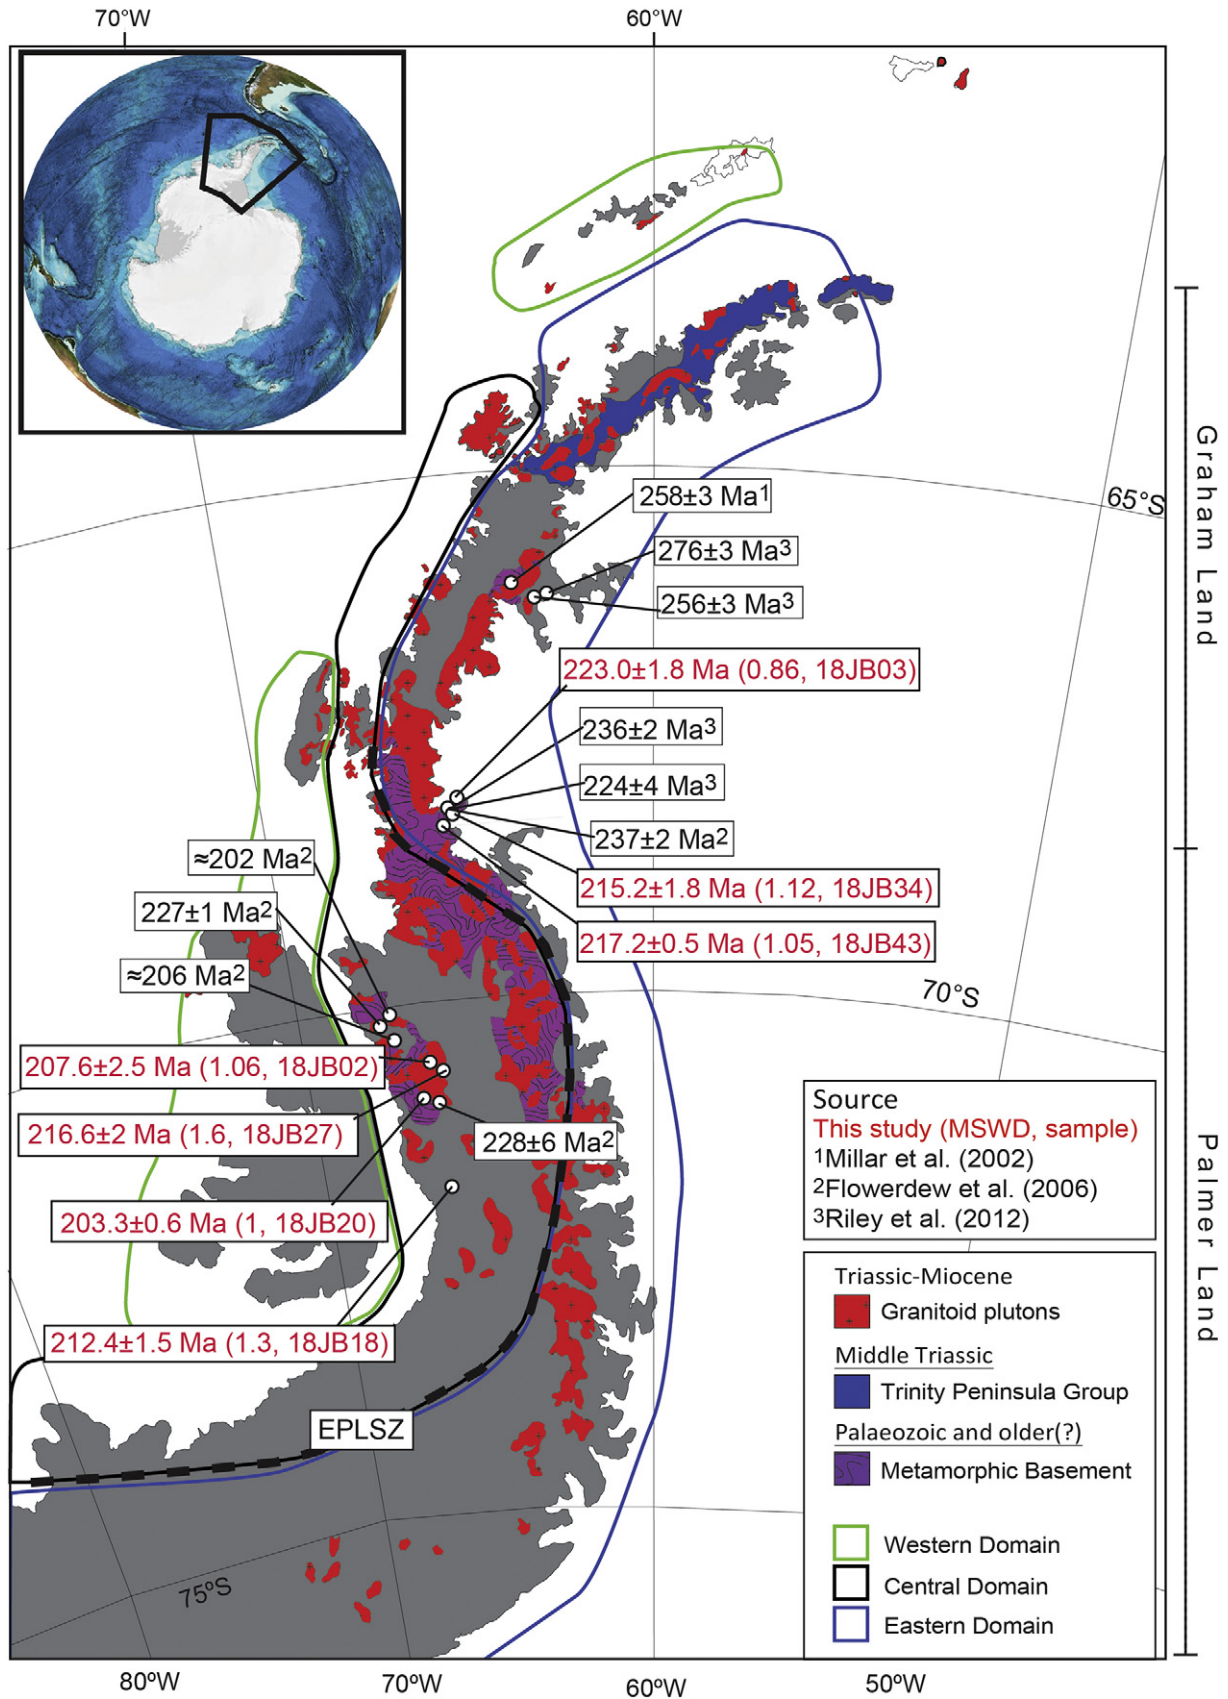 70°W
60°W
65°S
Graham Land
258±3 Ma1
276±3 Ma3
256±3 Ma3
223.0±1.8 Ma (0.86, 18JB03)
236±2 Ma3
224±4 Ma3
237±2 Ma2
≈202 Ma2
215.2±1.8 Ma (1.12, 18JB34)
227±1 Ma2
217.2±0.5 Ma (1.05, 18JB43)
≈206 Ma2
70°S
207.6±2.5 Ma (1.06, 18JB02)
216.6±2 Ma (1.6, 18JB27)
228±6 Ma2
203.3±0.6 Ma (1, 18JB20)
212.4±1.5 Ma (1.3, 18JB18)
EPLSZ
75°S
Palmer Land
Source
This study (MSWD, sample)
1Millar et al. (2002)
2Flowerdew et al. (2006)
3Riley et al. (2012)
Triassic-Miocene
Granitoid plutons
Middle Triassic
Trinity Peninsula Group
Palaeozoic and older(?)
Metamorphic Basement
Western Domain
Central Domain
Eastern Domain
80°W
70°W
60°W
50°W